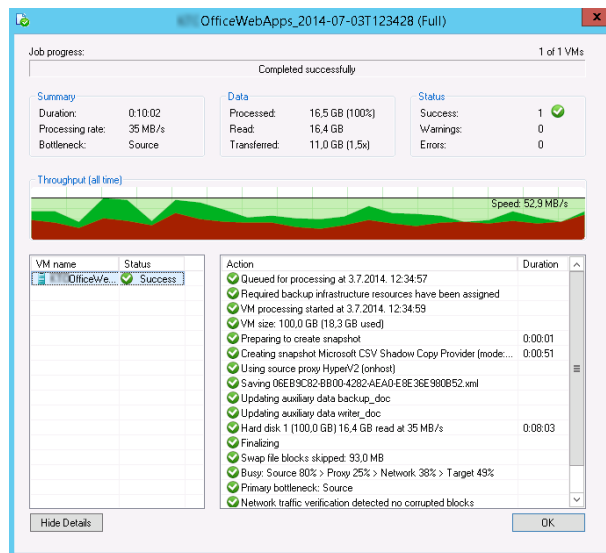 OfficeWebApps_2014-07-03T123428 (Full)
x
Job progress: 1 of 1 VMs
Completed successfully
Summary
Duration: 0:10:02
Processing rate: 35 MB/s
Bottleneck: Source
Data
Processed: 16,5 GB (100%)
Read: 16,4 GB
Transferred: 11,0 GB (1,5x)
Status
Success: 1
Warnings: 0
Errors: 0
Throughput (all time)
Speed: 52,9 MB/s
VM name Status
OfficeWe... Success
Action Duration
Queued for processing at 3.7.2014. 12:34:57
Required backup infrastructure resources have been assigned
VM processing started at 3.7.2014. 12:34:59
VM size: 100,0 GB (18,3 GB used)
Preparing to create snapshot 0:00:01
Creating snapshot Microsoft CSV Shadow Copy Provider (mode:... 0:00:51
Using source proxy HyperV2 (onhost)
Saving 06EB9C82-BB00-4282-AEA0-E8E36E980B52.xml
Updating auxiliary data backup_doc
Updating auxiliary data writer_doc
Hard disk 1 (100,0 GB) 16,4 GB read at 35 MB/s 0:08:03
Finalizing
Swap file blocks skipped: 93,0 MB
Busy: Source 80% > Proxy 25% > Network 38% > Target 49%
Primary bottleneck: Source
Network traffic verification detected no corrupted blocks
Hide Details
OK